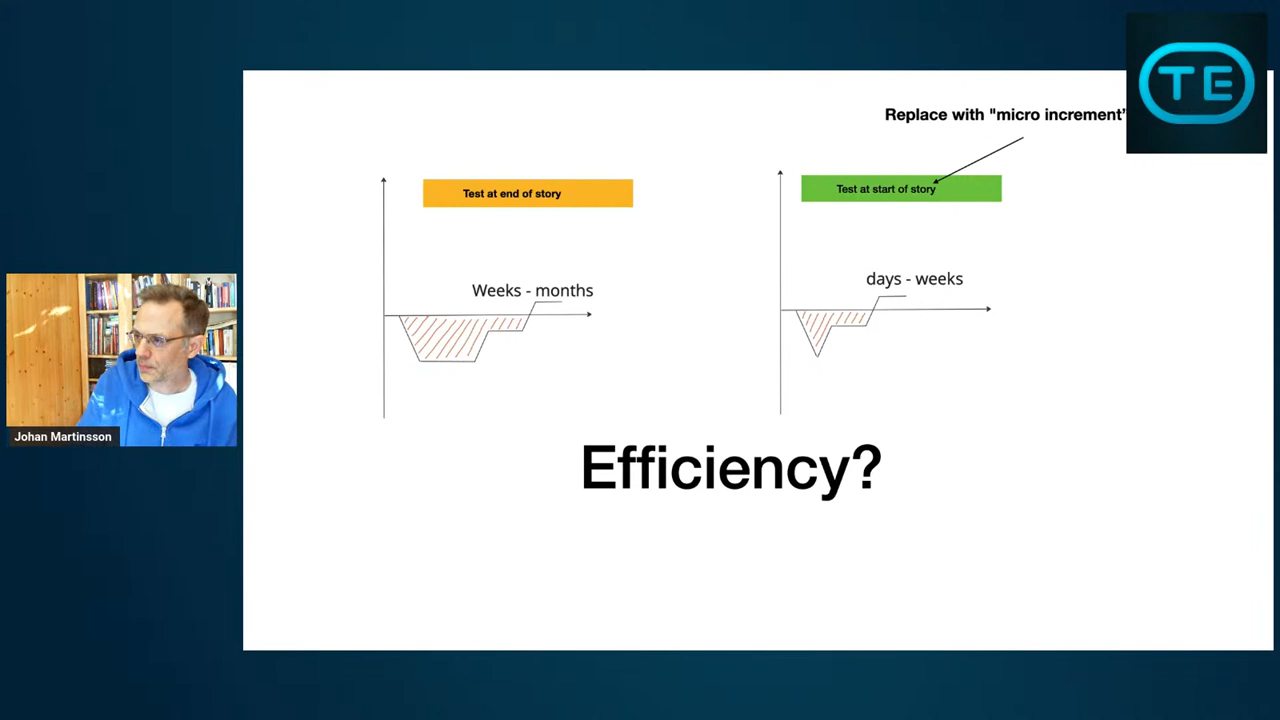 TE
Replace with "micro increment"
Test at end of story
Test at start of story
Weeks - months
days - weeks
Efficiency?
Johan Martinsson